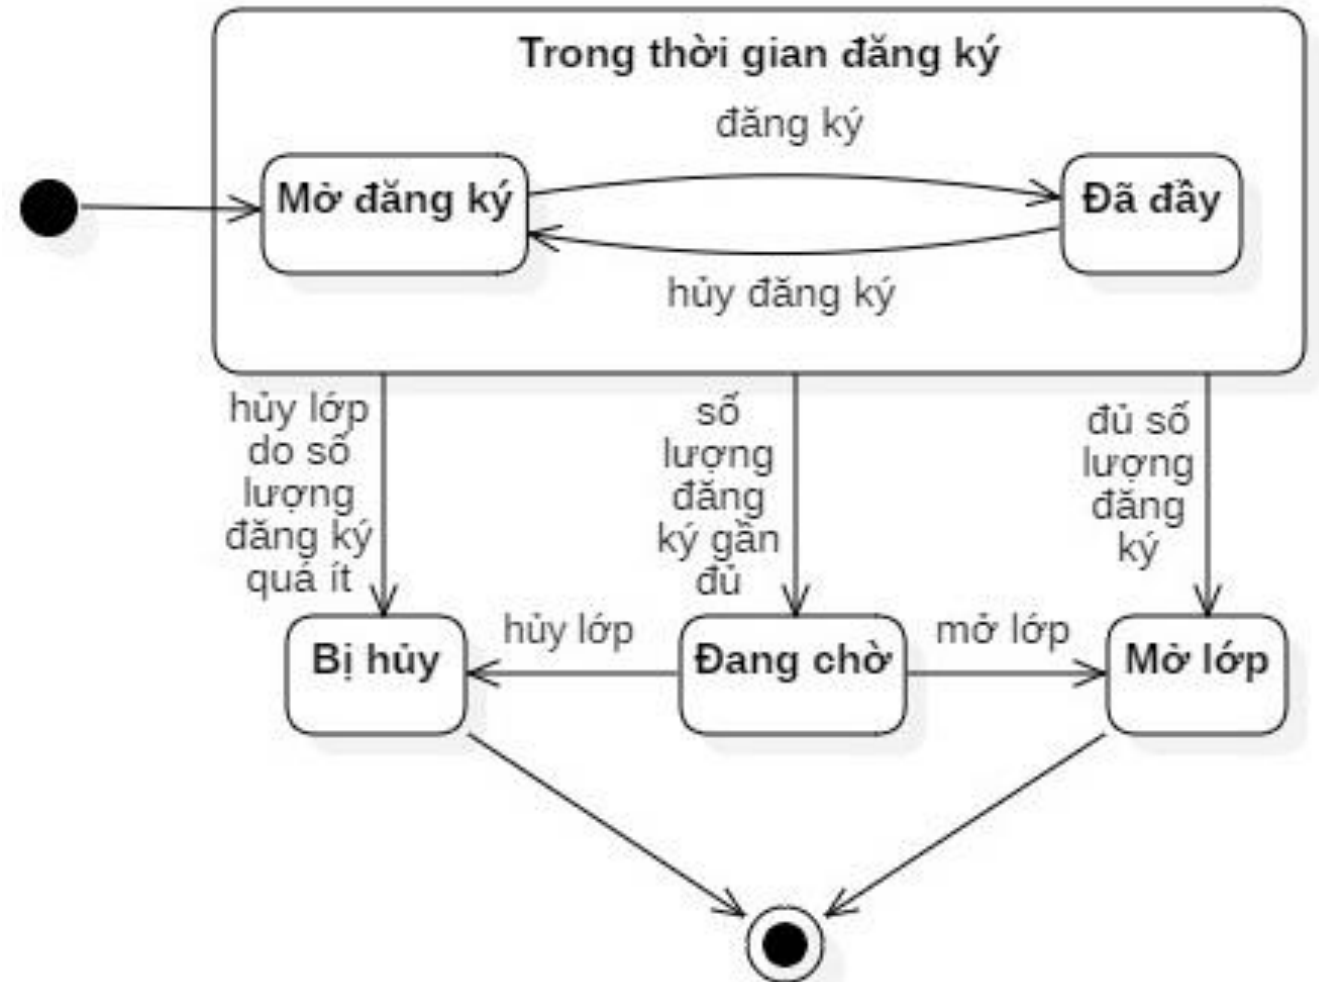 Trong thời gian đăng ký
đăng ký
Mở đăng ký
Đã đầy
hủy đăng ký
hủy lớp
do số
lượng
đăng ký
quá ít
số
lượng
đăng
ký gần
đủ
đủ số
lượng
đăng
ký
hủy lớp
mở lớp
Bị hủy
Đang chờ
Mở lớp